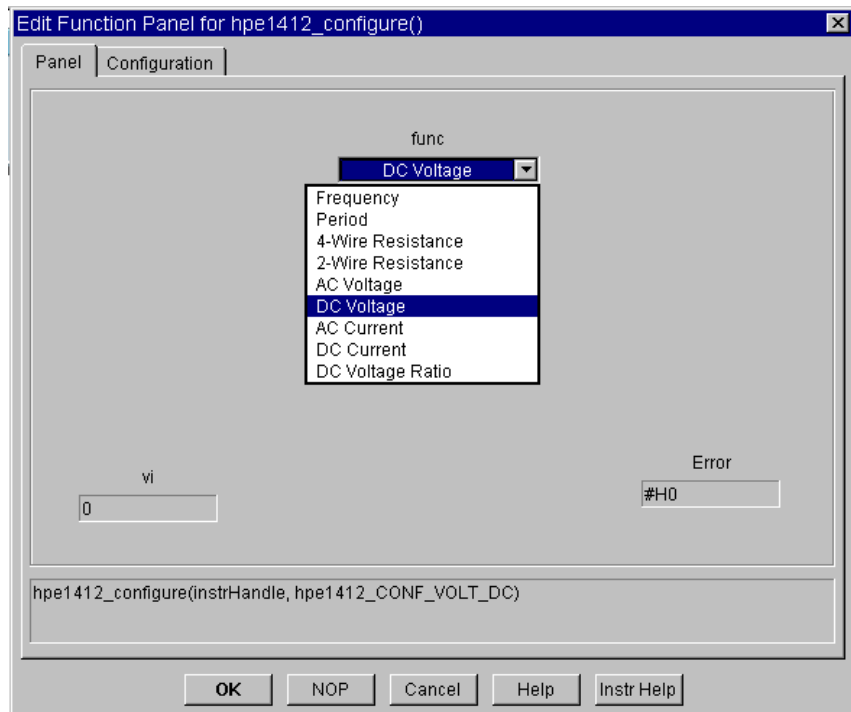 Edit Function Panel for hpe1412_configure()
Panel
Configuration
func
DC Voltage
Frequency
Period
4-Wire Resistance
2-Wire Resistance
AC Voltage
DC Voltage
AC Current
DC Current
DC Voltage Ratio
vi
0
Error
#H0
hpe1412_configure(instrHandle, hpe1412_CONF_VOLT_DC)
OK
NOP
Cancel
Help
Instr Help